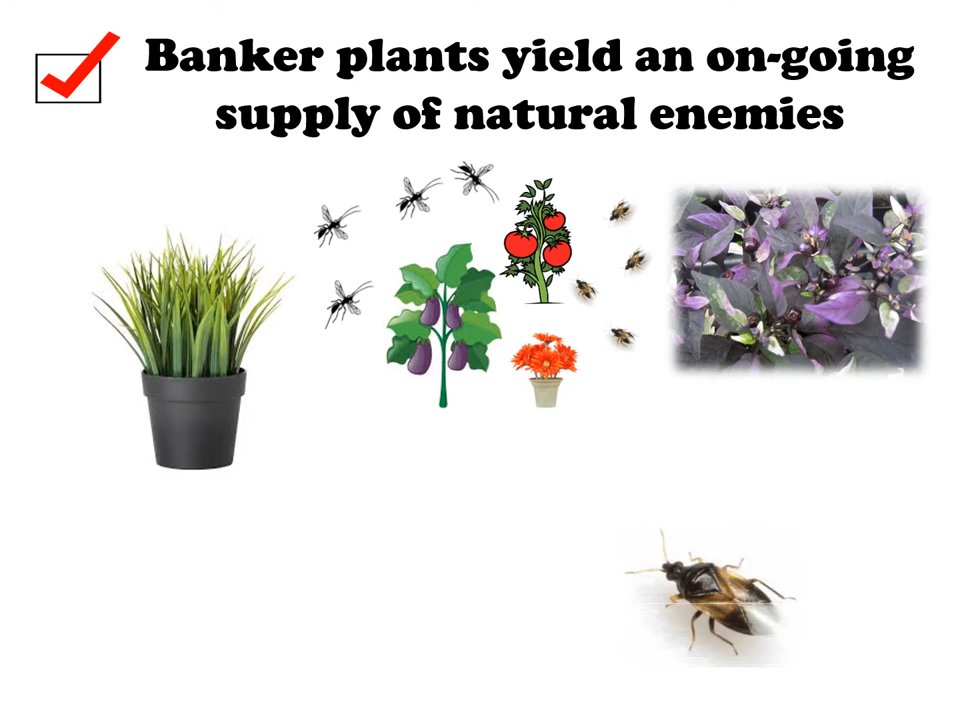 Banker plants yield an on-going
supply of natural enemies